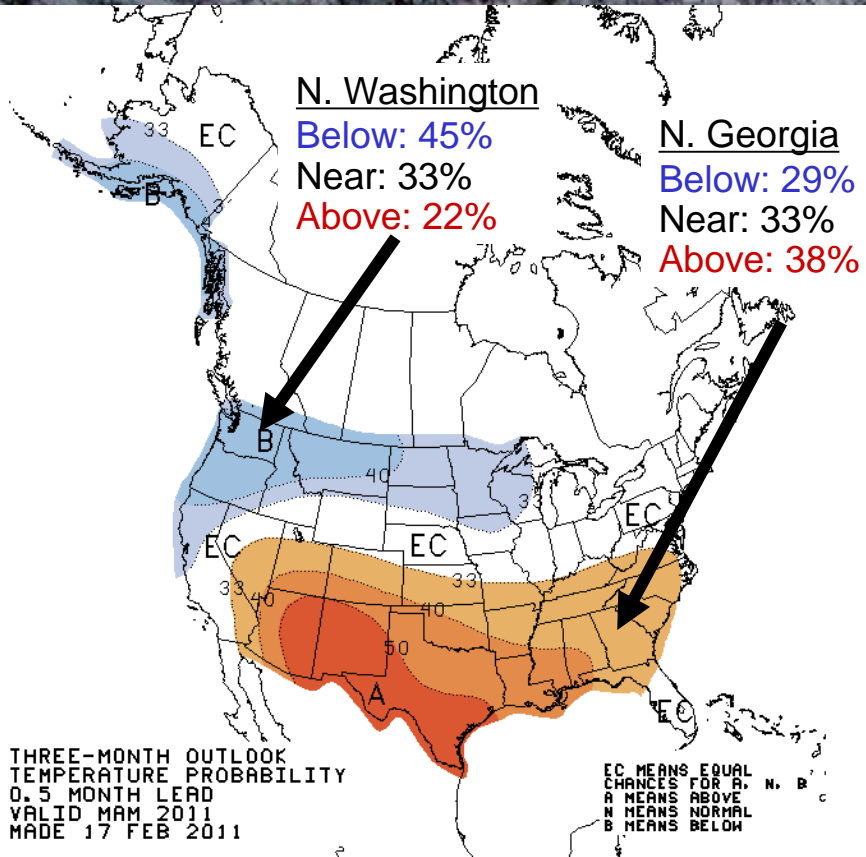 N. Washington
Below: 45%
Near: 33%
Above: 22%
N. Georgia
Below: 29%
Near: 33%
Above: 38%
33
EC
B
B
40
EC
EC
EC
33
33
40
40
50
A
EC
THREE-MONTH OUTLOOK
TEMPERATURE PROBABILITY
0.5 MONTH LEAD
VALID MAM 2011
MADE 17 FEB 2011
EC MEANS EQUAL
CHANCES FOR A, N, B
A MEANS ABOVE
N MEANS NORMAL
B MEANS BELOW